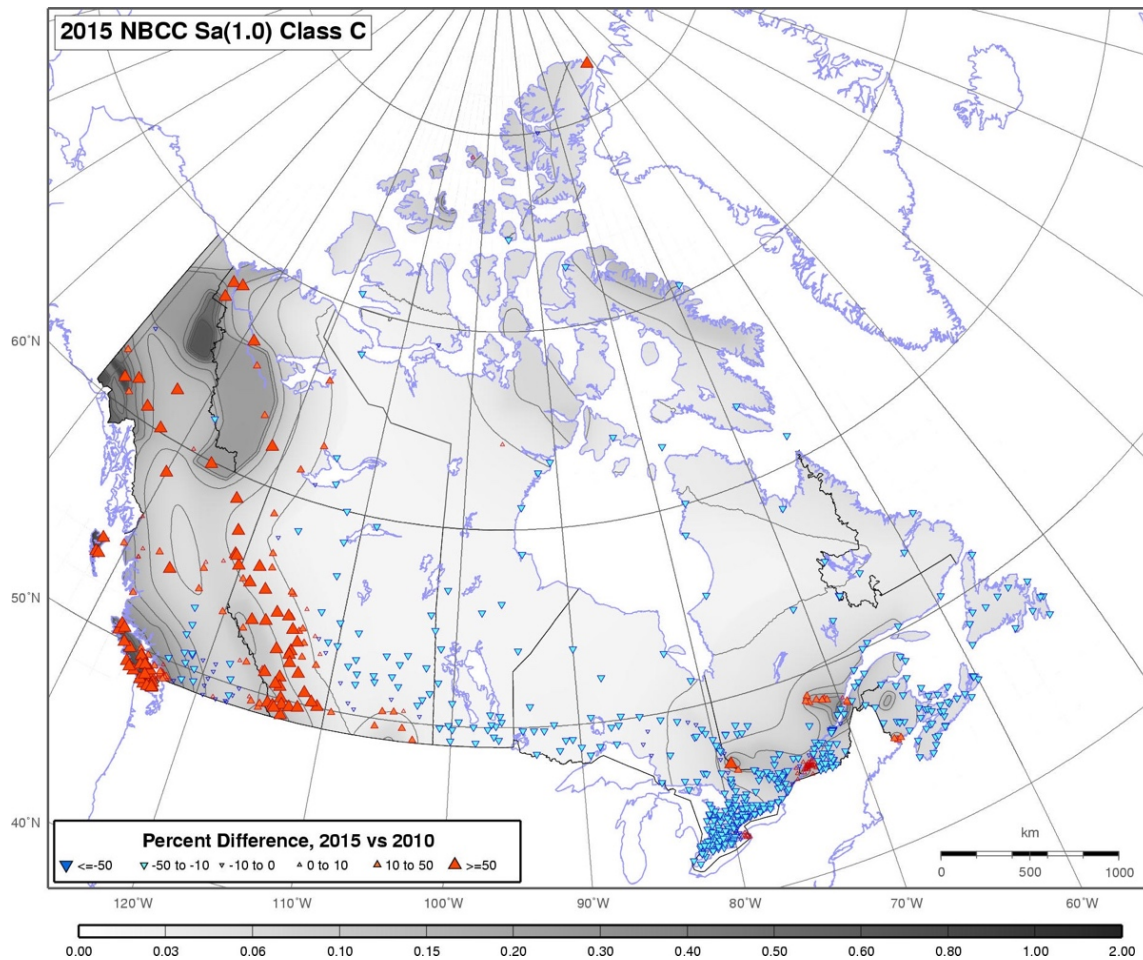 2015 NBCC Sa(1.0) Class C
60°N
50°N
40°N
Percent Difference, 2015 vs 2010
<=-50 -50 to -10 -10 to 0 0 to 10 10 to 50 >=50
km
0 500 1000
120°W 110°W 100°W 90°W 80°W 70°W 60°W
0.00 0.03 0.06 0.10 0.15 0.20 0.30 0.40 0.50 0.60 0.80 1.00 2.00